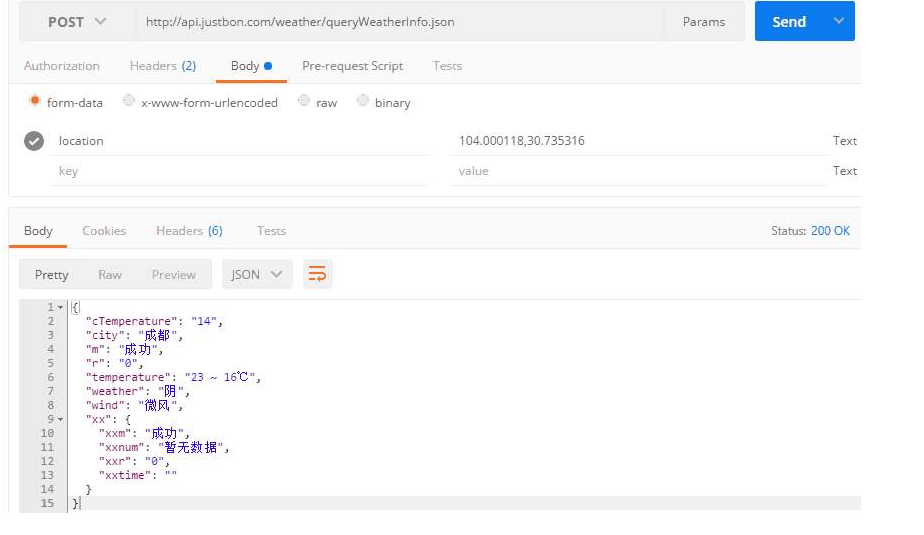 POST http://api.justbon.com/weather/queryWeatherInfo.json Params Send
Authorization Headers (2) Body Pre-request Script Tests
form-data x-www-form-urlencoded raw binary
location 104.000118,30.735316 Text
key value Text
Body Cookies Headers (6) Tests Status: 200 OK
Pretty Raw Preview JSON
1 {
2 "cTemperature": "14",
3 "city": "成都",
4 "m": "成功",
5 "r": "0",
6 "temperature": "23 ~ 16℃",
7 "weather": "阴",
8 "wind": "微风",
9 "xx": {
10 "xxm": "成功",
11 "xxnum": "暂无数据",
12 "xxr": "0",
13 "xxtime": ""
14 }
15 }